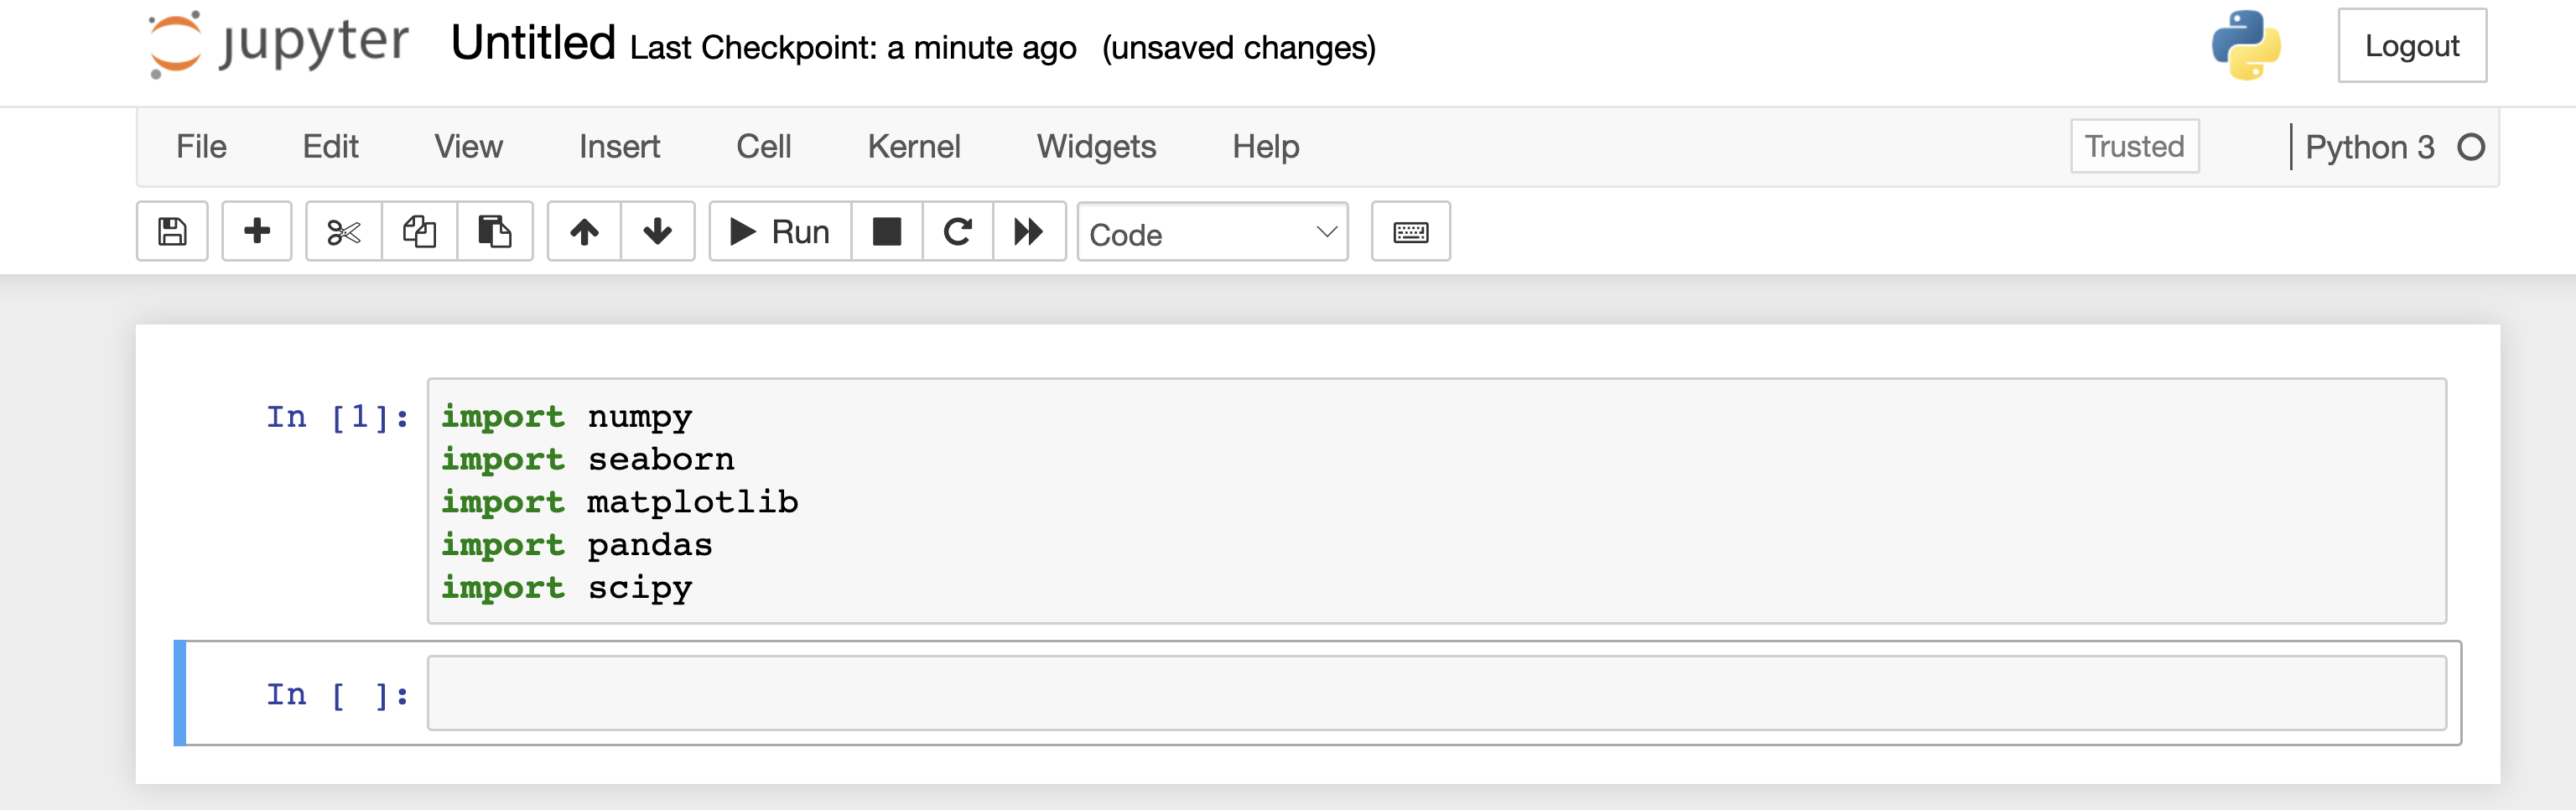 jupyter Untitled Last Checkpoint: a minute ago (unsaved changes) Logout
File Edit View Insert Cell Kernel Widgets Help Trusted Python 3
Run Code
In [1]: import numpy
import seaborn
import matplotlib
import pandas
import scipy
In [ ]: